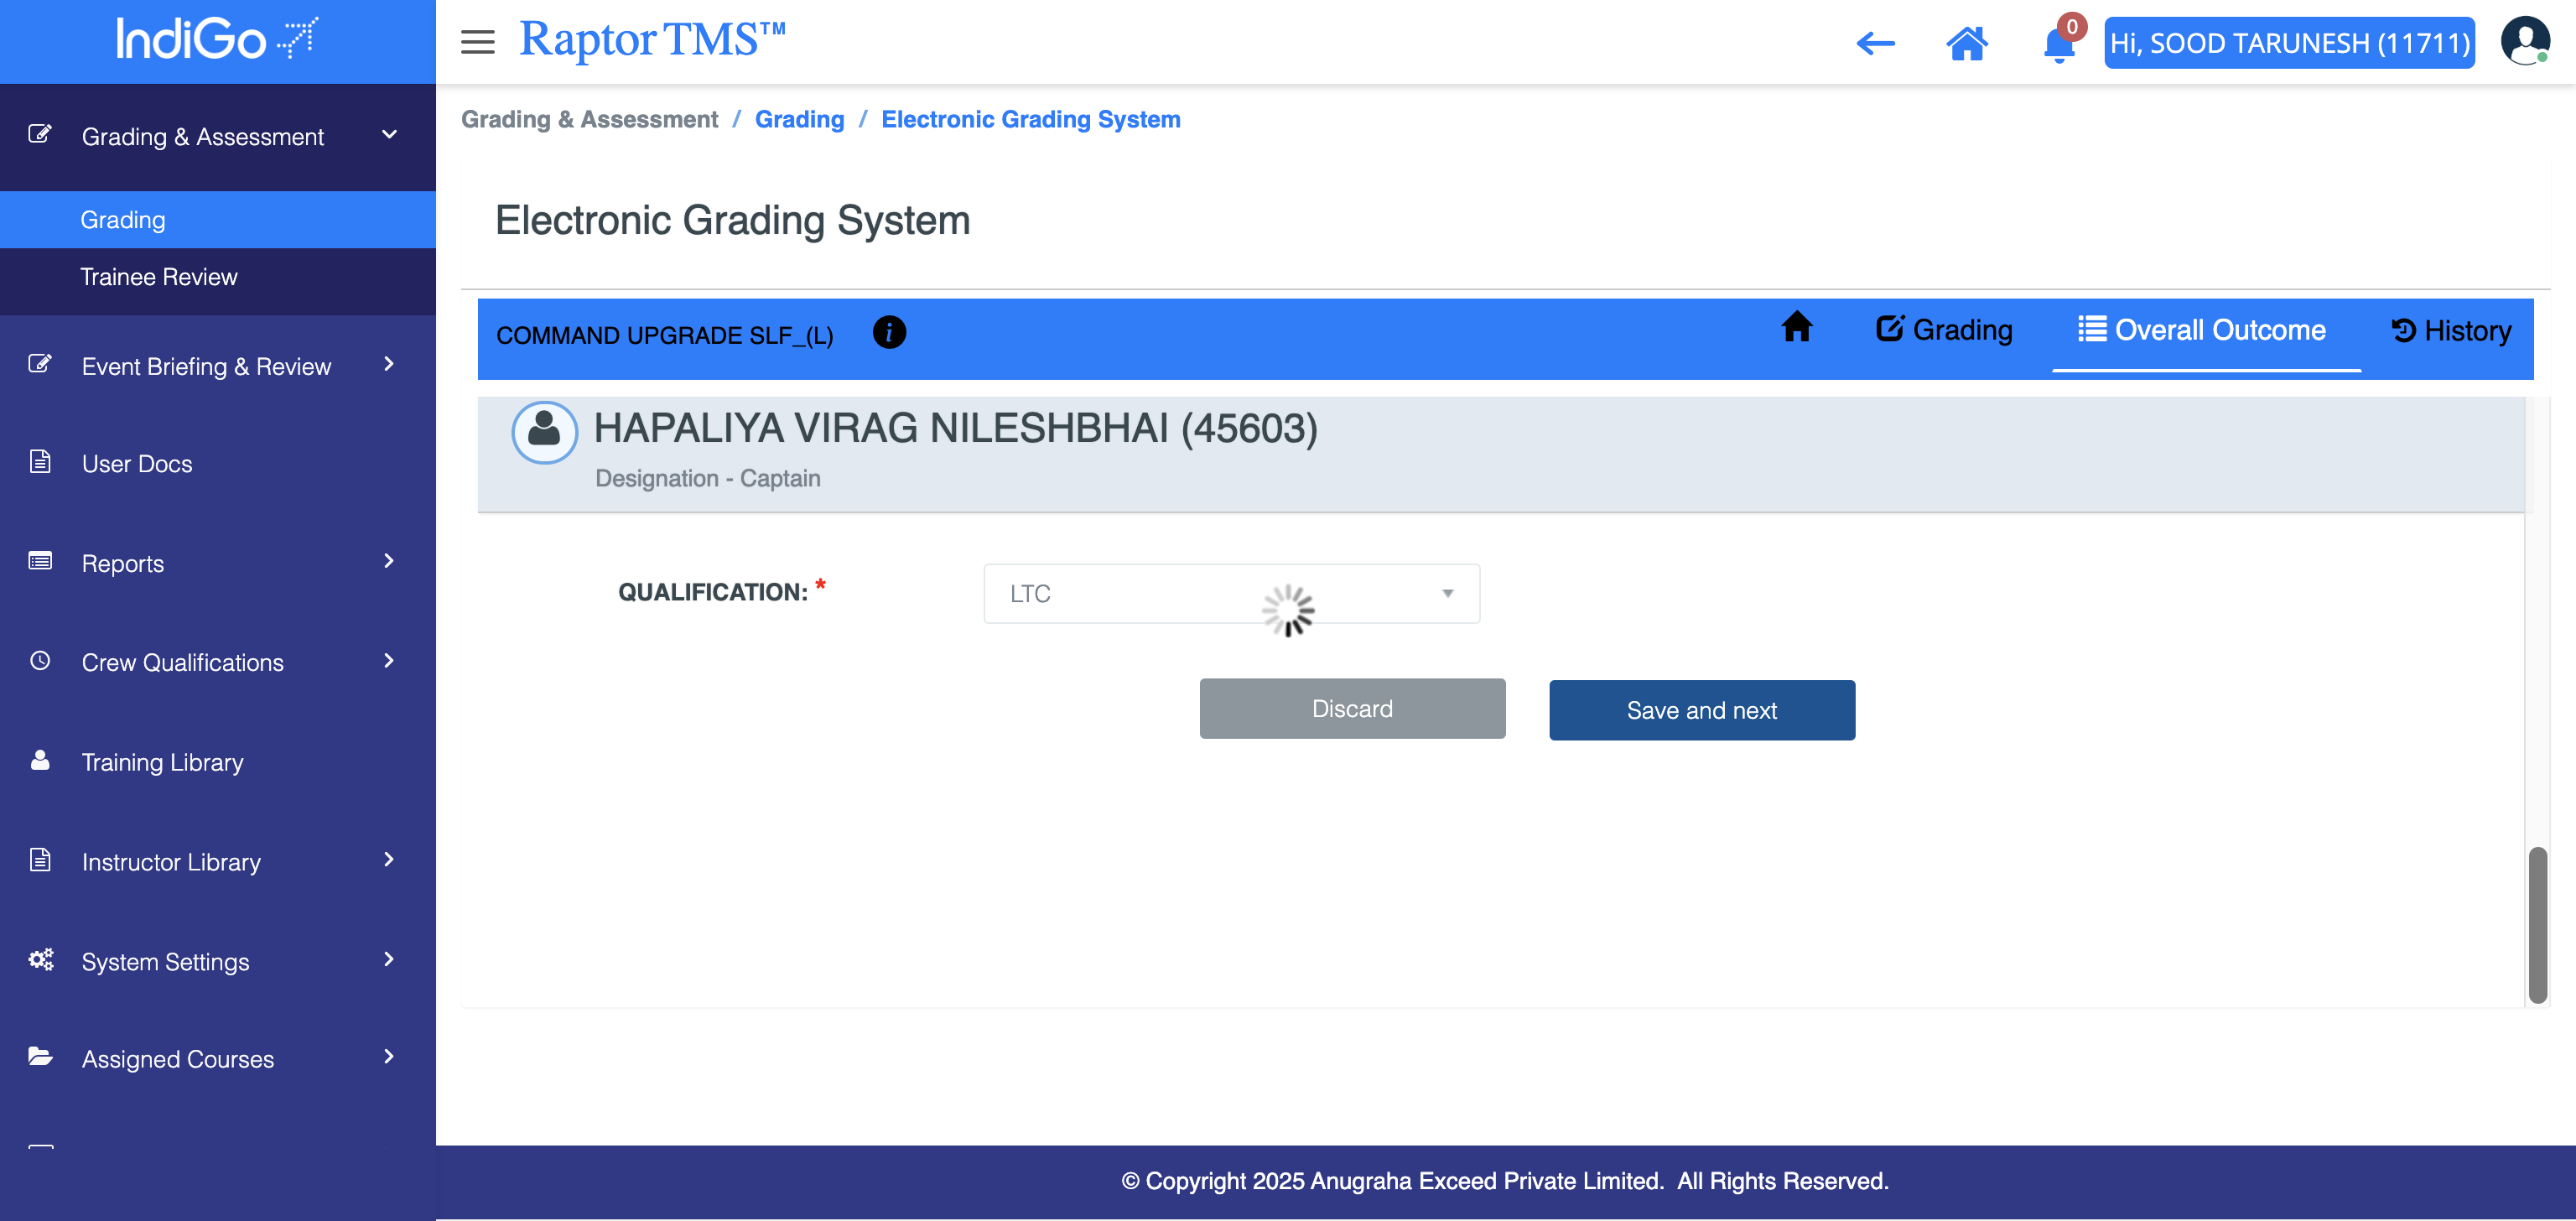 IndiGo
Raptor TMS™
0
Hi, SOOD TARUNESH (11711)
Grading & Assessment
Grading
Trainee Review
Event Briefing & Review
User Docs
Reports
Crew Qualifications
Training Library
Instructor Library
System Settings
Assigned Courses
Grading & Assessment / Grading / Electronic Grading System
Electronic Grading System
COMMAND UPGRADE SLF_(L) i
Grading
Overall Outcome
History
HAPALIYA VIRAG NILESHBHAI (45603)
Designation - Captain
QUALIFICATION: *
LTC
Discard
Save and next
© Copyright 2025 Anugraha Exceed Private Limited. All Rights Reserved.